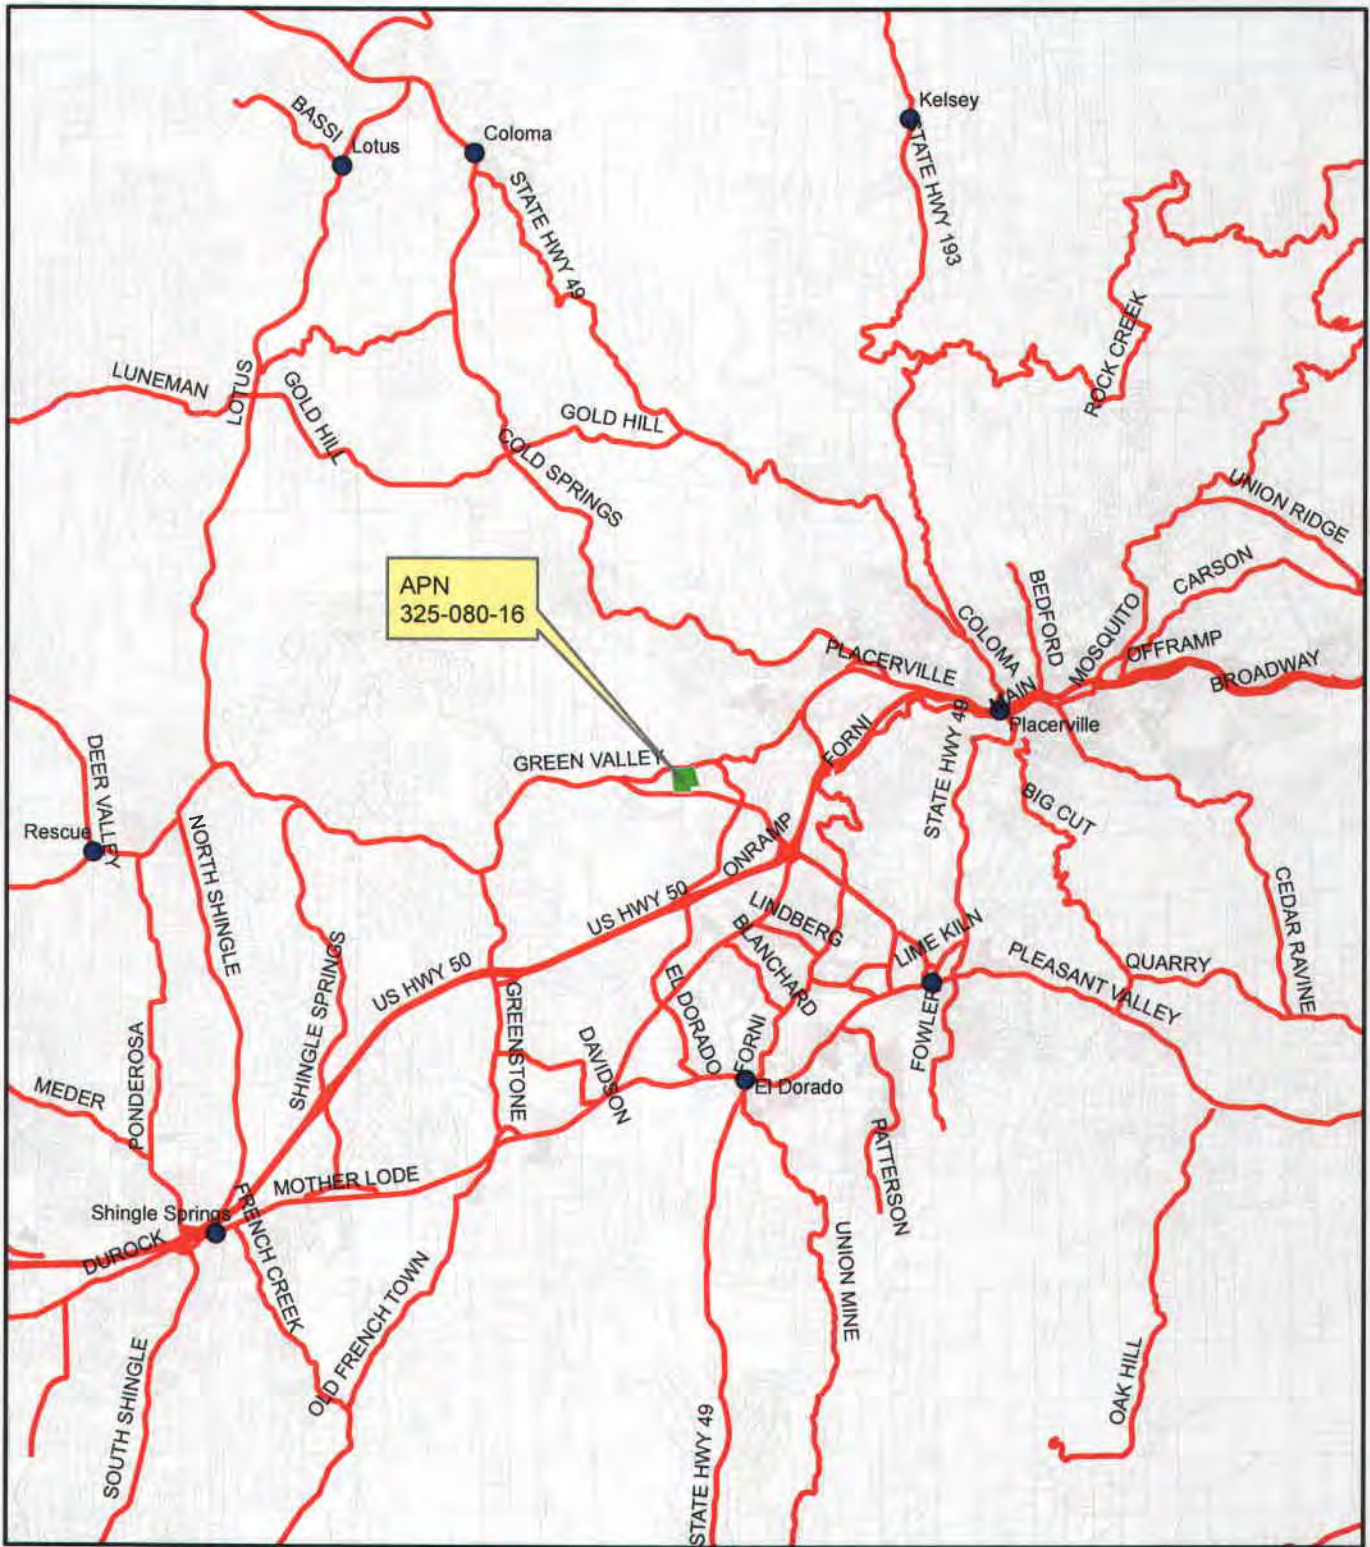 Kelsey
BASSI
Lotus
Coloma
STATE HWY 193
STATE HWY 49
ROCK CREEK
LUNEMAN
LOTUS
GOLD HILL
GOLD HILL
COLD SPRINGS
UNION RIDGE
APN
325-080-16
CARSON
BEDFORD
MOSQUITO
COLOMA
OFFRAMP
BROADWAY
PLACERVILLE
MAIN
Placerville
STATE HWY 49
FORNI
GREEN VALLEY
DEER VALLEY
Rescue
NORTH SHINGLE
BIG CUT
ONRAMP
CEDAR RAVINE
US HWY 50
LINDBERG
BLANCHARD
LIME KILN
SHINGLE SPRINGS
US HWY 50
PLEASANT VALLEY
QUARRY
EL DORADO
GREENSTONE
FORNI
FOWLER
DAVIDSON
PONDEROSA
MEDER
El Dorado
PATTERSON
MOTHER LODE
Shingle Springs
FRENCH CREEK
DUROCK
OLD FRENCH TOWN
UNION MINE
SOUTH SHINGLE
OAK HILL
STATE HWY 49